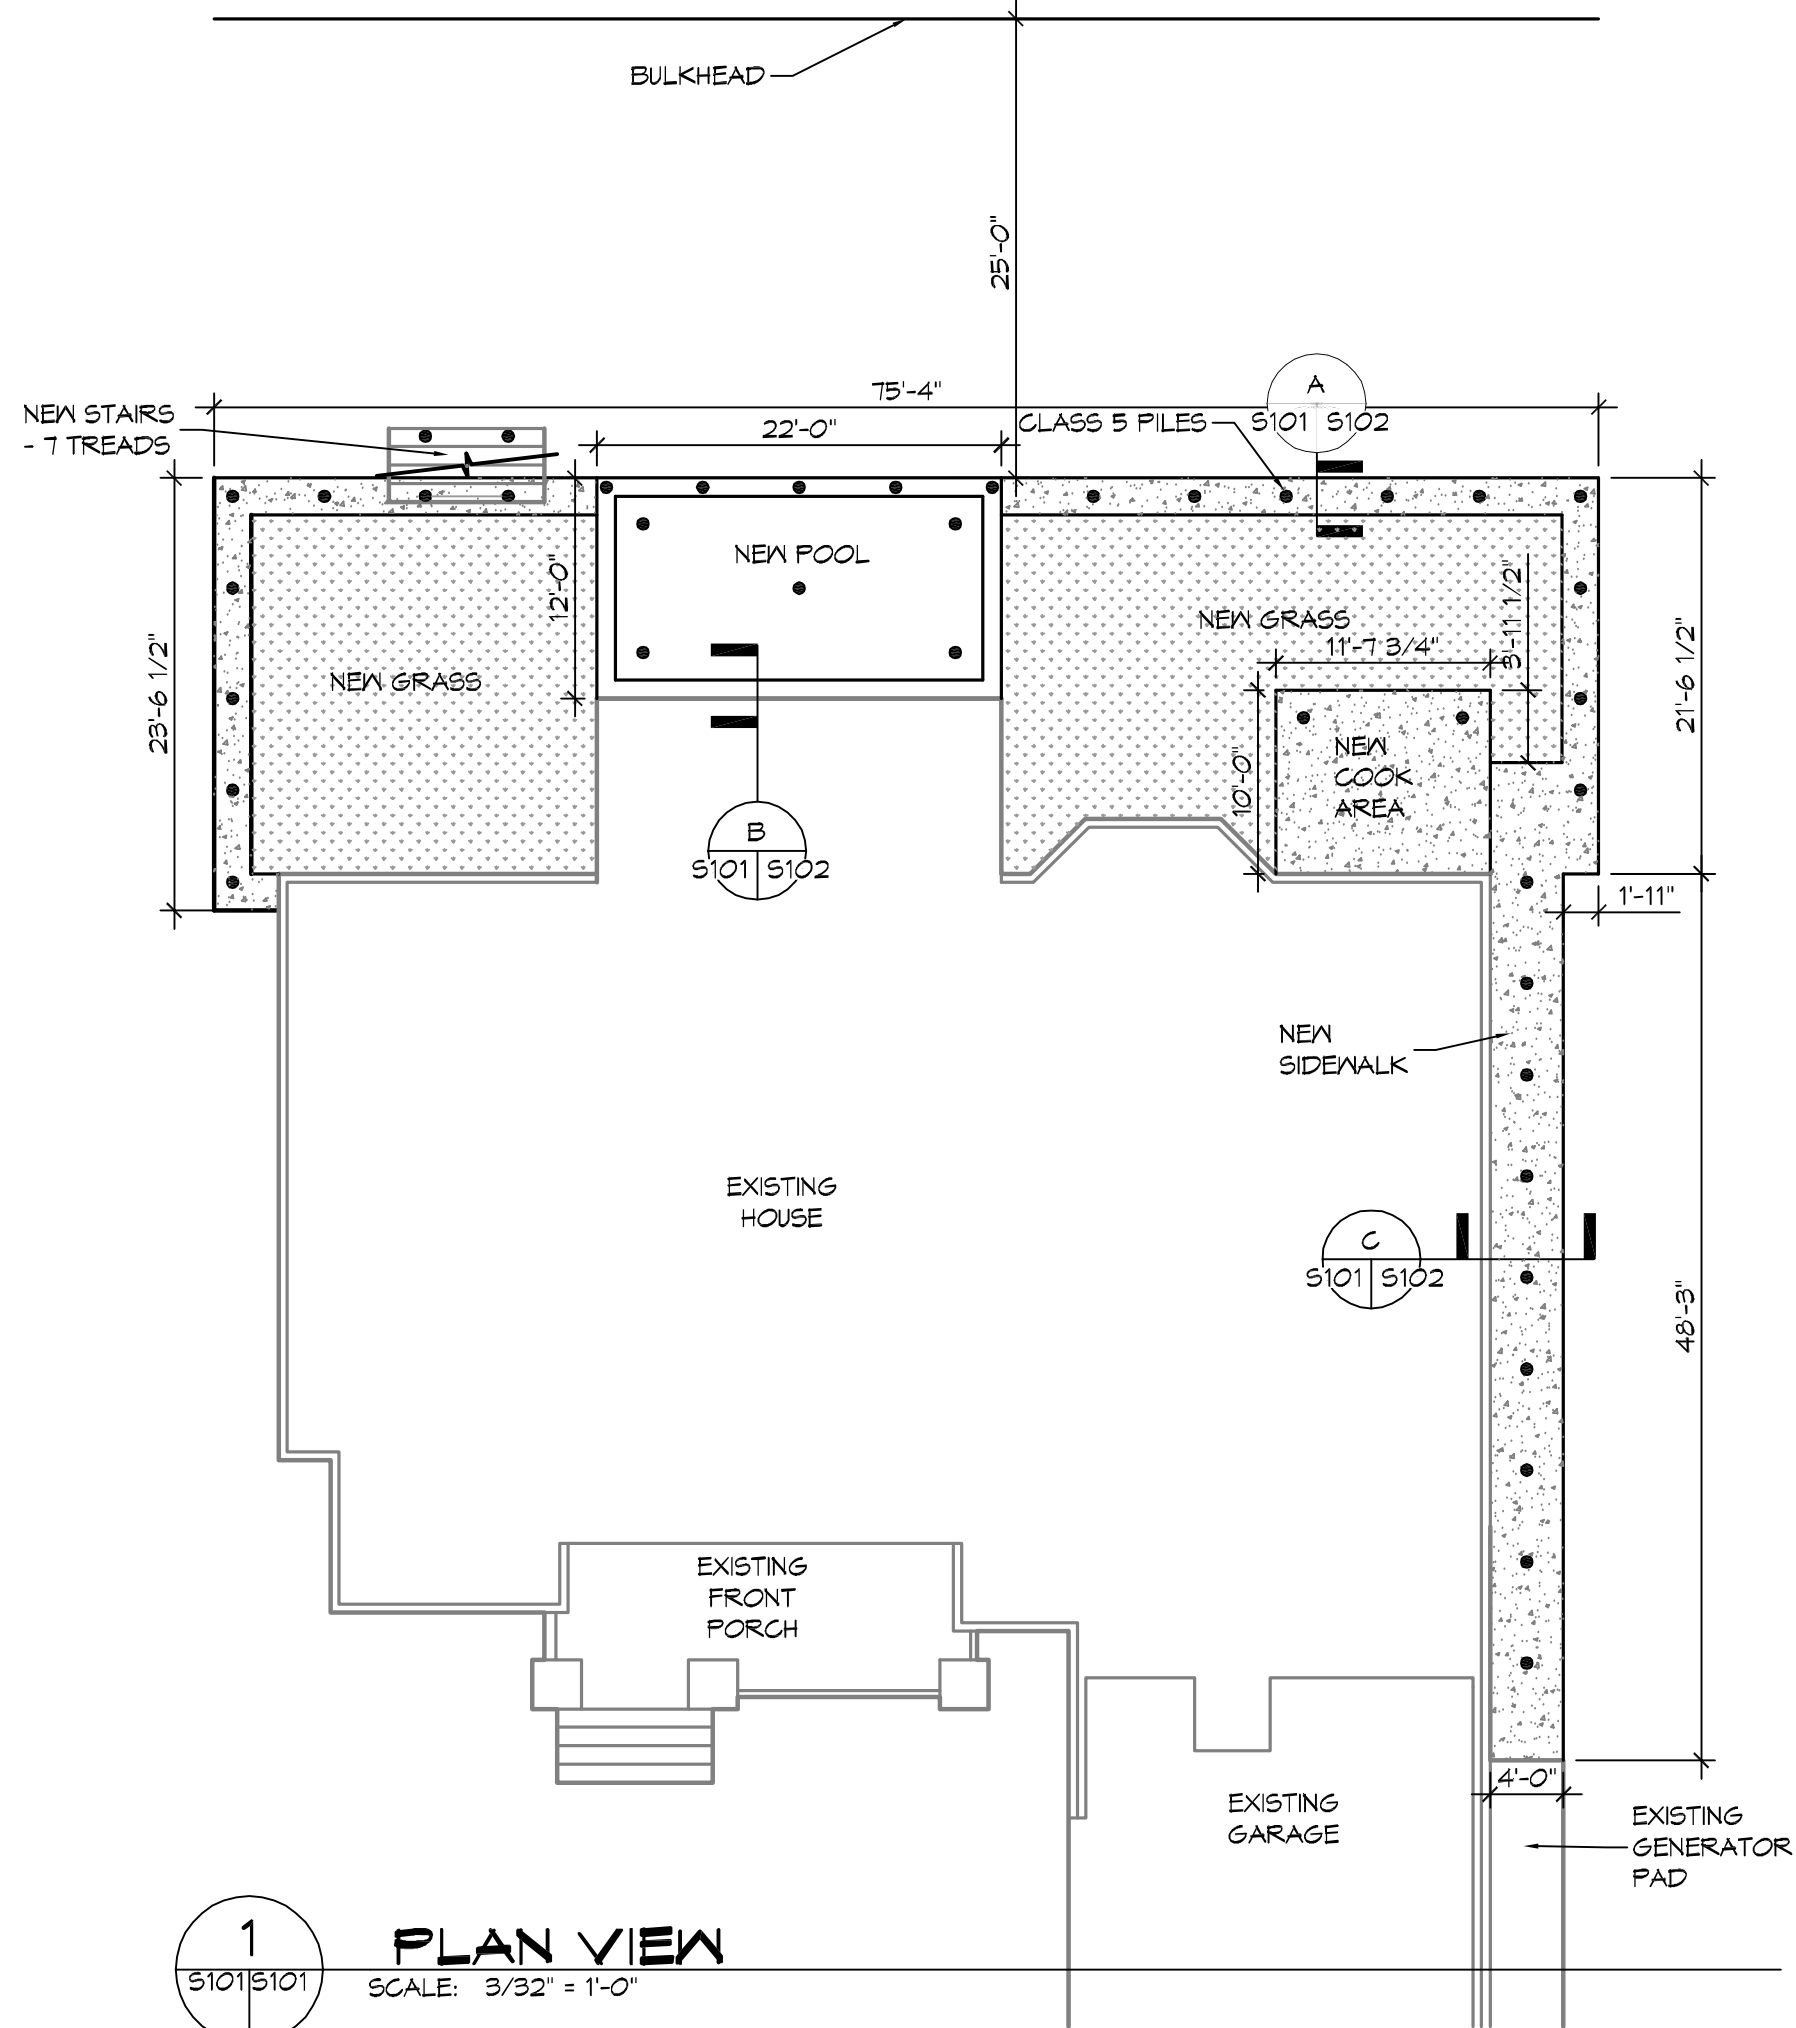 BULKHEAD
25'-0"
75'-4"
A
S101 S102
NEW STAIRS
- 7 TREADS
22'-0"
CLASS 5 PILES
NEW POOL
12'-0"
NEW GRASS
3'-11 1/2"
11'-7 3/4"
NEW GRASS
23'-6 1/2"
21'-6 1/2"
NEW
COOK
AREA
10'-0"
B
S101 S102
1'-11"
NEW
SIDEWALK
EXISTING
HOUSE
C
S101 S102
48'-3"
EXISTING
FRONT
PORCH
4'-0"
EXISTING
GARAGE
EXISTING
GENERATOR
PAD
1
S101 S101
PLAN VIEW
SCALE: 3/32" = 1'-0"